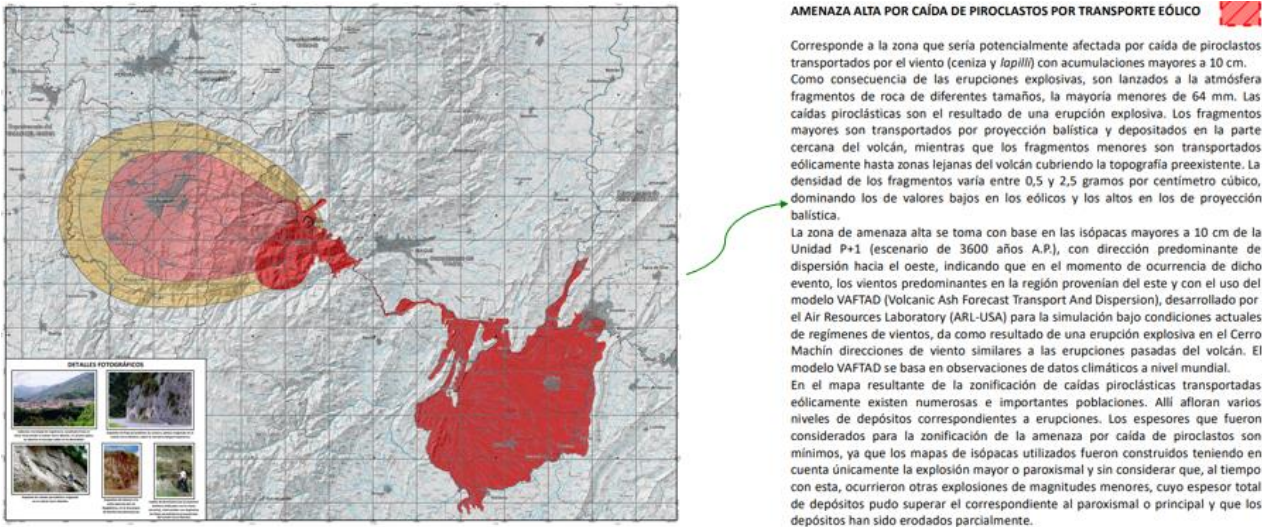 AMENAZA ALTA POR CAÍDA DE PIROCLASTOS POR TRANSPORTE EÓLICO
Corresponde a la zona que sería potencialmente afectada por caída de piroclastos
transportados por el viento (ceniza y lapilli) con acumulaciones mayores a 10 cm.
Como consecuencia de las erupciones explosivas, son lanzados a la atmósfera
fragmentos de roca de diferentes tamaños, la mayoría menores de 64 mm. Las
caídas piroclásticas son el resultado de una erupción explosiva. Los fragmentos
mayores son transportados por proyección balística y depositados en la parte
cercana del volcán, mientras que los fragmentos menores son transportados
eólicamente hasta zonas lejanas del volcán cubriendo la topografía preexistente. La
densidad de los fragmentos varía entre 0,5 y 2,5 gramos por centímetro cúbico,
dominando los de valores bajos en los eólicos y los altos en los de proyección
balística.
La zona de amenaza alta se toma con base en las isópacas mayores a 10 cm de la
Unidad P+1 (escenario de 3600 años A.P.), con dirección predominante de
dispersión hacia el oeste, indicando que en el momento de ocurrencia de dicho
evento, los vientos predominantes en la región provenían del este y con el uso del
modelo VAFTAD (Volcanic Ash Forecast Transport And Dispersion), desarrollado por
el Air Resources Laboratory (ARL-USA) para la simulación bajo condiciones actuales
de regímenes de vientos, da como resultado de una erupción explosiva en el Cerro
Machín direcciones de viento similares a las erupciones pasadas del volcán. El
modelo VAFTAD se basa en observaciones de datos climáticos a nivel mundial.
En el mapa resultante de la zonificación de caídas piroclásticas transportadas
eólicamente existen numerosas e importantes poblaciones. Allí afloran varios
niveles de depósitos correspondientes a erupciones. Los espesores que fueron
considerados para la zonificación de la amenaza por caída de piroclastos son
mínimos, ya que los mapas de isópacas utilizados fueron construidos teniendo en
cuenta únicamente la explosión mayor o paroxismal y sin considerar que, al tiempo
con esta, ocurrieron otras explosiones de magnitudes menores, cuyo espesor total
de depósitos pudo superar el correspondiente al paroxismal o principal y que los
depósitos han sido erodados parcialmente.
DETALLES FOTOGRÁFICOS